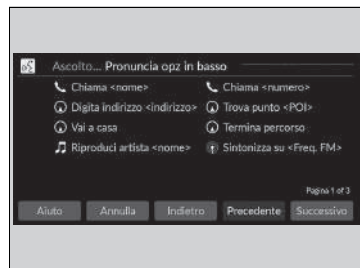 Ascolto... Pronuncia opz in basso
Chiama <nome> Chiama <numero>
Digita indirizzo <indirizzo> Trova punto <POI>
Vai a casa Termina percorso
Riproduci artista <nome> Sintonizza su <Freq. FM>
Pagina 1 of 3
Aiuto Annulla Indietro Precedente Successivo